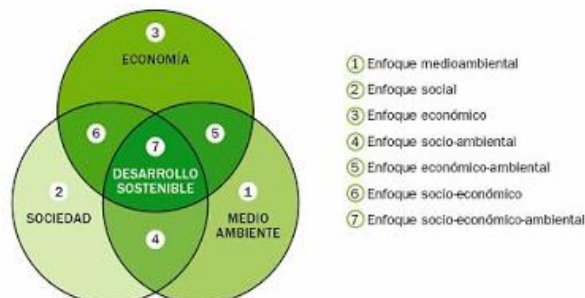 3
ECONOMÍA
6
5
7
DESARROLLO
SOSTENIBLE
2
SOCIEDAD
1
MEDIO
AMBIENTE
4
1 Enfoque medioambiental
2 Enfoque social
3 Enfoque económico
4 Enfoque socio-ambiental
5 Enfoque económico-ambiental
6 Enfoque socio-económico
7 Enfoque socio-económico-ambiental